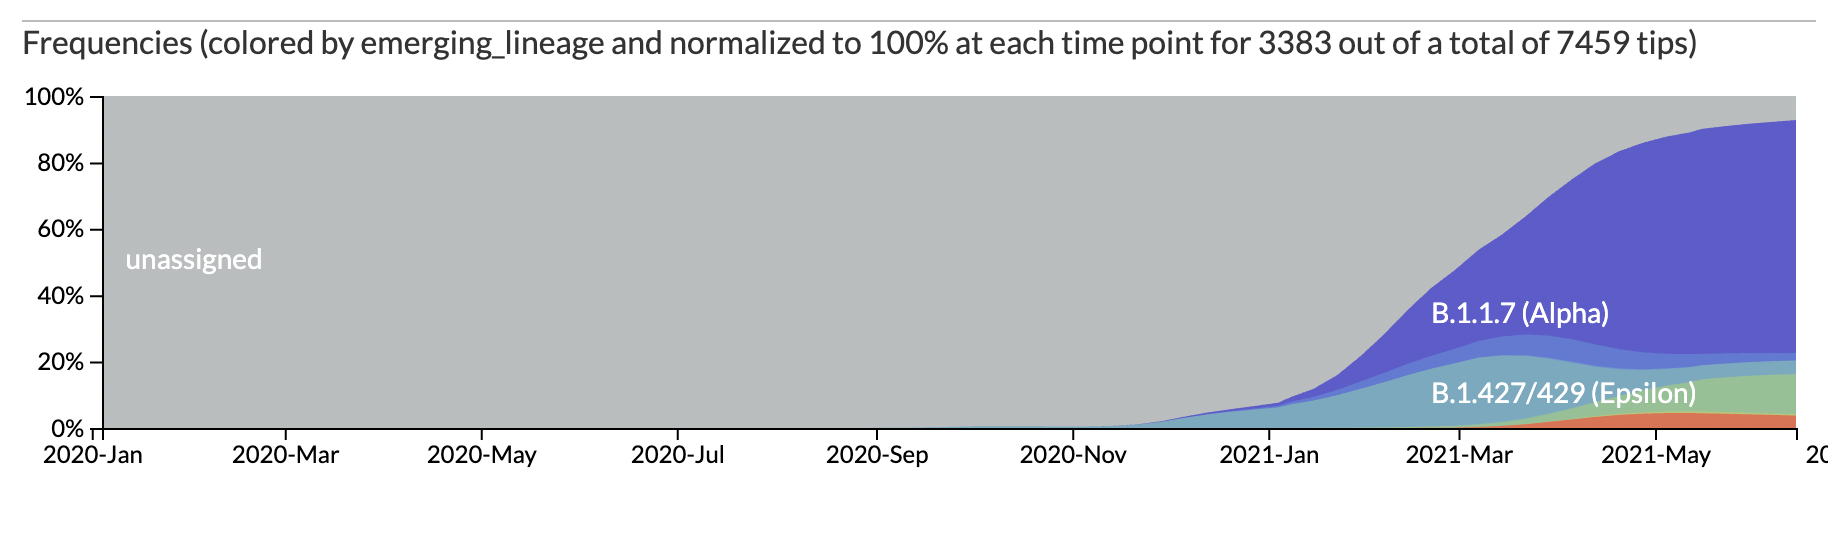 Frequencies (colored by emerging_lineage and normalized to 100% at each time point for 3383 out of a total of 7459 tips)
100%
80%
60%
unassigned
40%
B.1.1.7 (Alpha)
20%
B.1.427/429 (Epsilon)
0%
2020-Jan 2020-Mar 2020-May 2020-Jul 2020-Sep 2020-Nov 2021-Jan 2021-Mar 2021-May 20